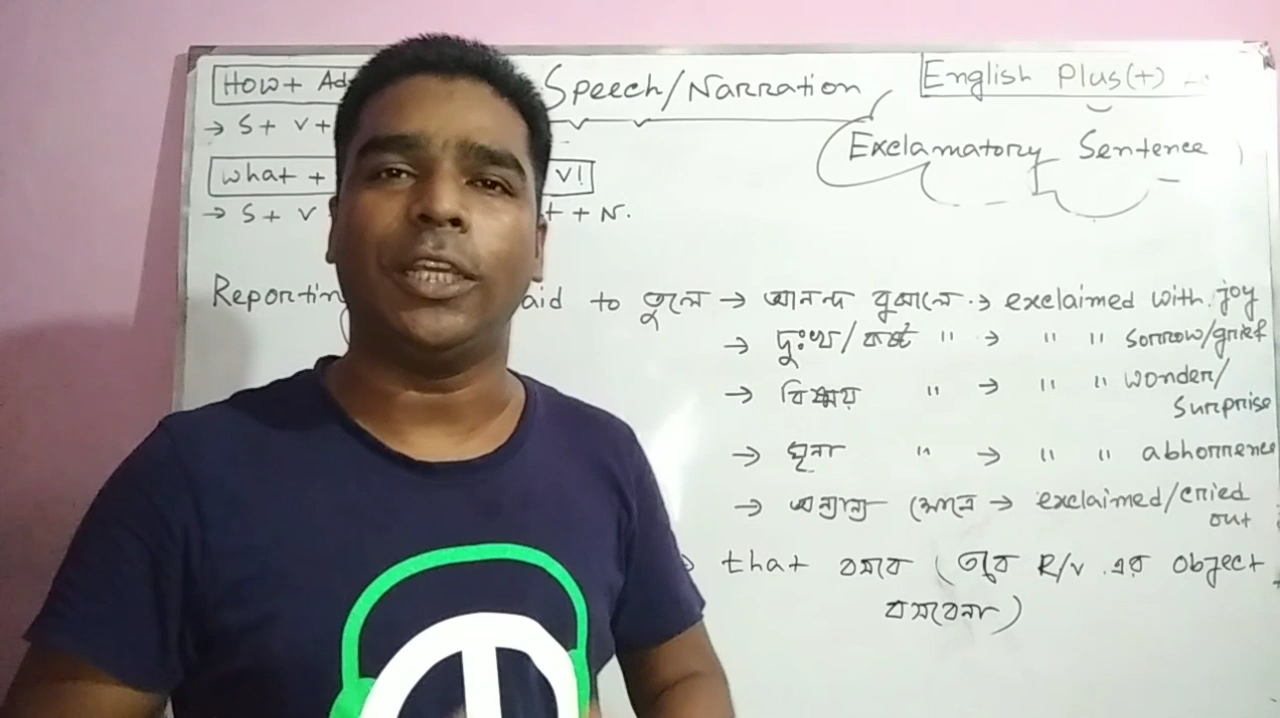 How+ Ad
Speech/Narration
English Plus(+)
→ S+ V+
Exclamatory Sentence
What + V!
→ S+ V t + N.
Reportin aid to তুলে → আনন্দ বুঝালে → exclaimed with joy
→ দুঃখ/কষ্ট " → " " sorrow/grief
→ বিস্ময় " → " " wonder/
surprise
→ ঘৃনা " → " " abhorrence
→ অন্যান্য ক্ষেত্রে → exclaimed/cried
out
that বসবে (তবে R/v এর object
বসবেনা)